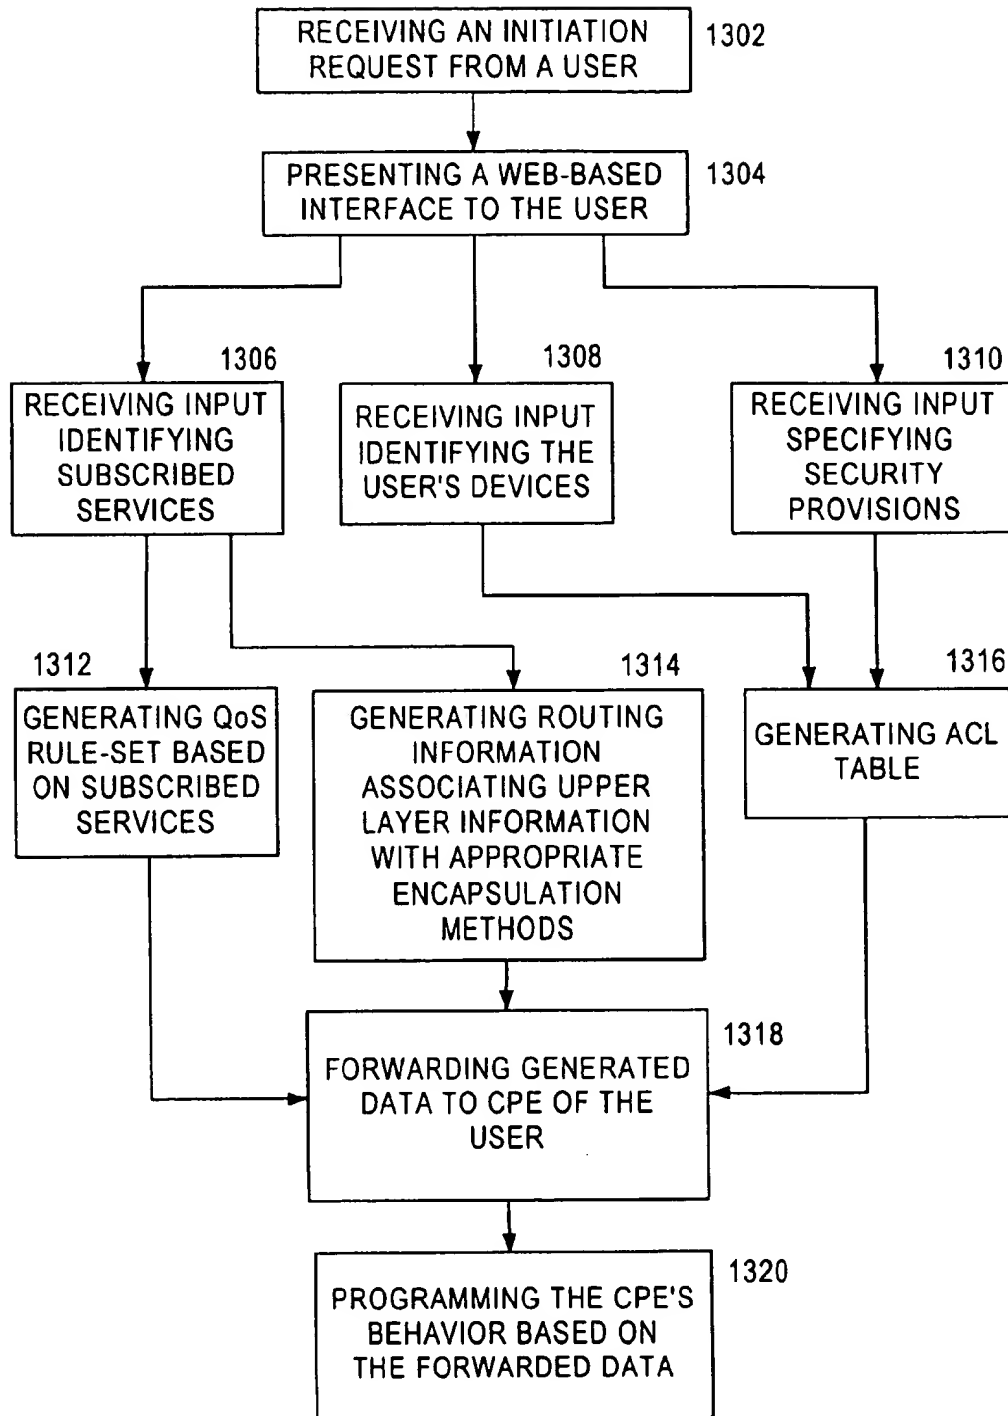 RECEIVING AN INITIATION
REQUEST FROM A USER
1302
PRESENTING A WEB-BASED
INTERFACE TO THE USER
1304
1306
RECEIVING INPUT
IDENTIFYING
SUBSCRIBED
SERVICES
1308
RECEIVING INPUT
IDENTIFYING THE
USER'S DEVICES
1310
RECEIVING INPUT
SPECIFYING
SECURITY
PROVISIONS
1312
GENERATING QoS
RULE-SET BASED
ON SUBSCRIBED
SERVICES
1314
GENERATING ROUTING
INFORMATION
ASSOCIATING UPPER
LAYER INFORMATION
WITH APPROPRIATE
ENCAPSULATION
METHODS
1316
GENERATING ACL
TABLE
1318
FORWARDING GENERATED
DATA TO CPE OF THE
USER
1320
PROGRAMMING THE CPE'S
BEHAVIOR BASED ON
THE FORWARDED DATA